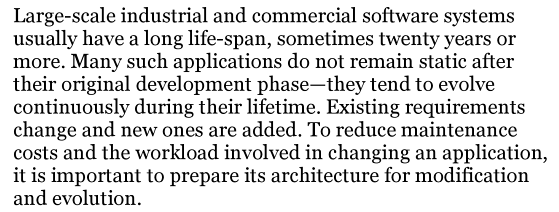 Large-scale industrial and commercial software systems
usually have a long life-span, sometimes twenty years or
more. Many such applications do not remain static after
their original development phase—they tend to evolve
continuously during their lifetime. Existing requirements
change and new ones are added. To reduce maintenance
costs and the workload involved in changing an application,
it is important to prepare its architecture for modification
and evolution.